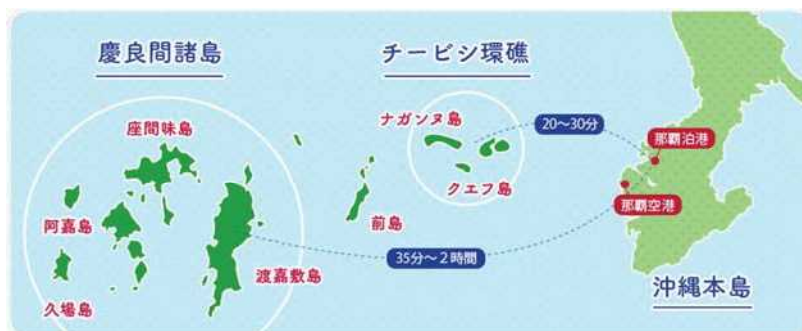 慶良間諸島
チービシ環礁
座間味島
ナガンヌ島
20〜30分
那覇泊港
クエフ島
那覇空港
阿嘉島
前島
35分〜2時間
渡嘉敷島
久場島
沖縄本島